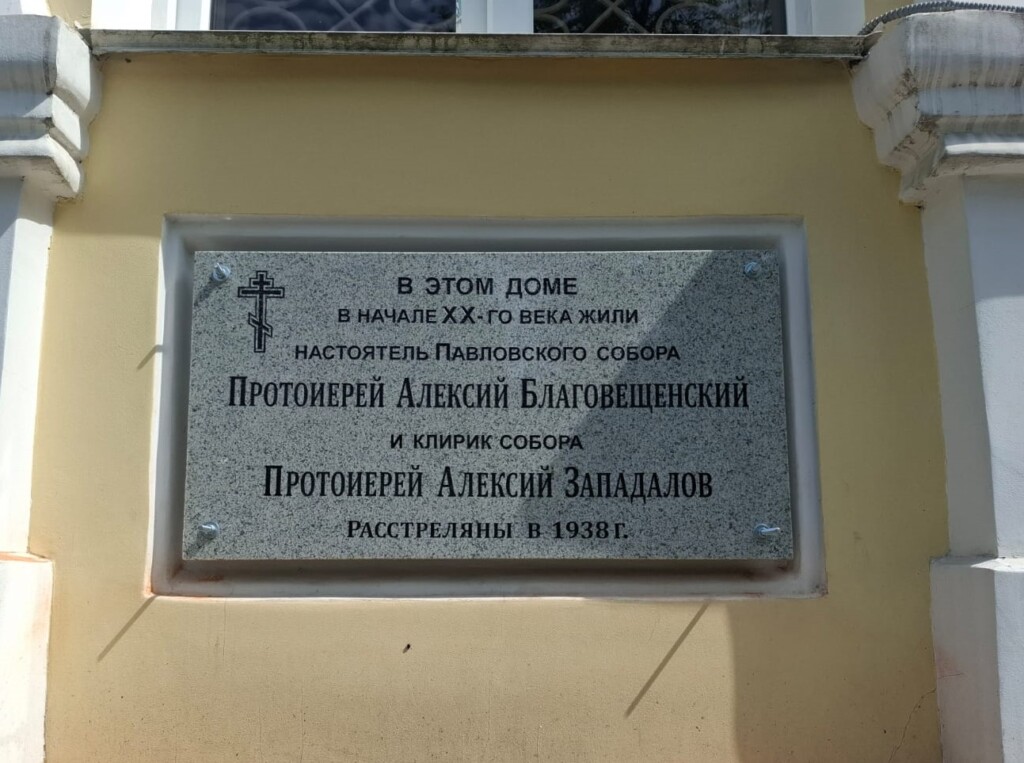 В ЭТОМ ДОМЕ
В НАЧАЛЕ XX-ГО ВЕКА ЖИЛИ
НАСТОЯТЕЛЬ ПАВЛОВСКОГО СОБОРА
ПРОТОИЕРЕЙ АЛЕКСИЙ БЛАГОВЕЩЕНСКИЙ
И КЛИРИК СОБОРА
ПРОТОИЕРЕЙ АЛЕКСИЙ ЗАПАДАЛОВ
РАССТРЕЛЯНЫ В 1938 Г.